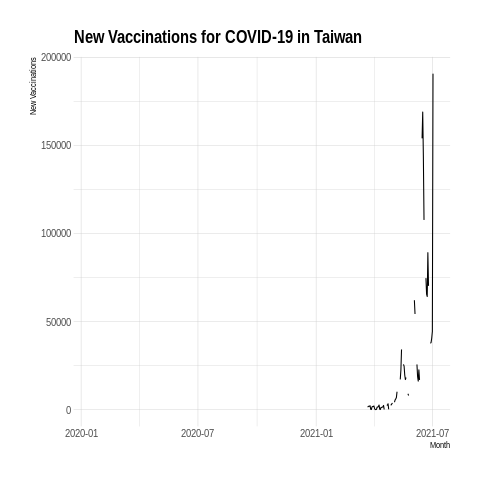 New Vaccinations for COVID-19 in Taiwan
New Vaccinations
200000
150000
100000
50000
0
2020-01 2020-07 2021-01 2021-07
Month